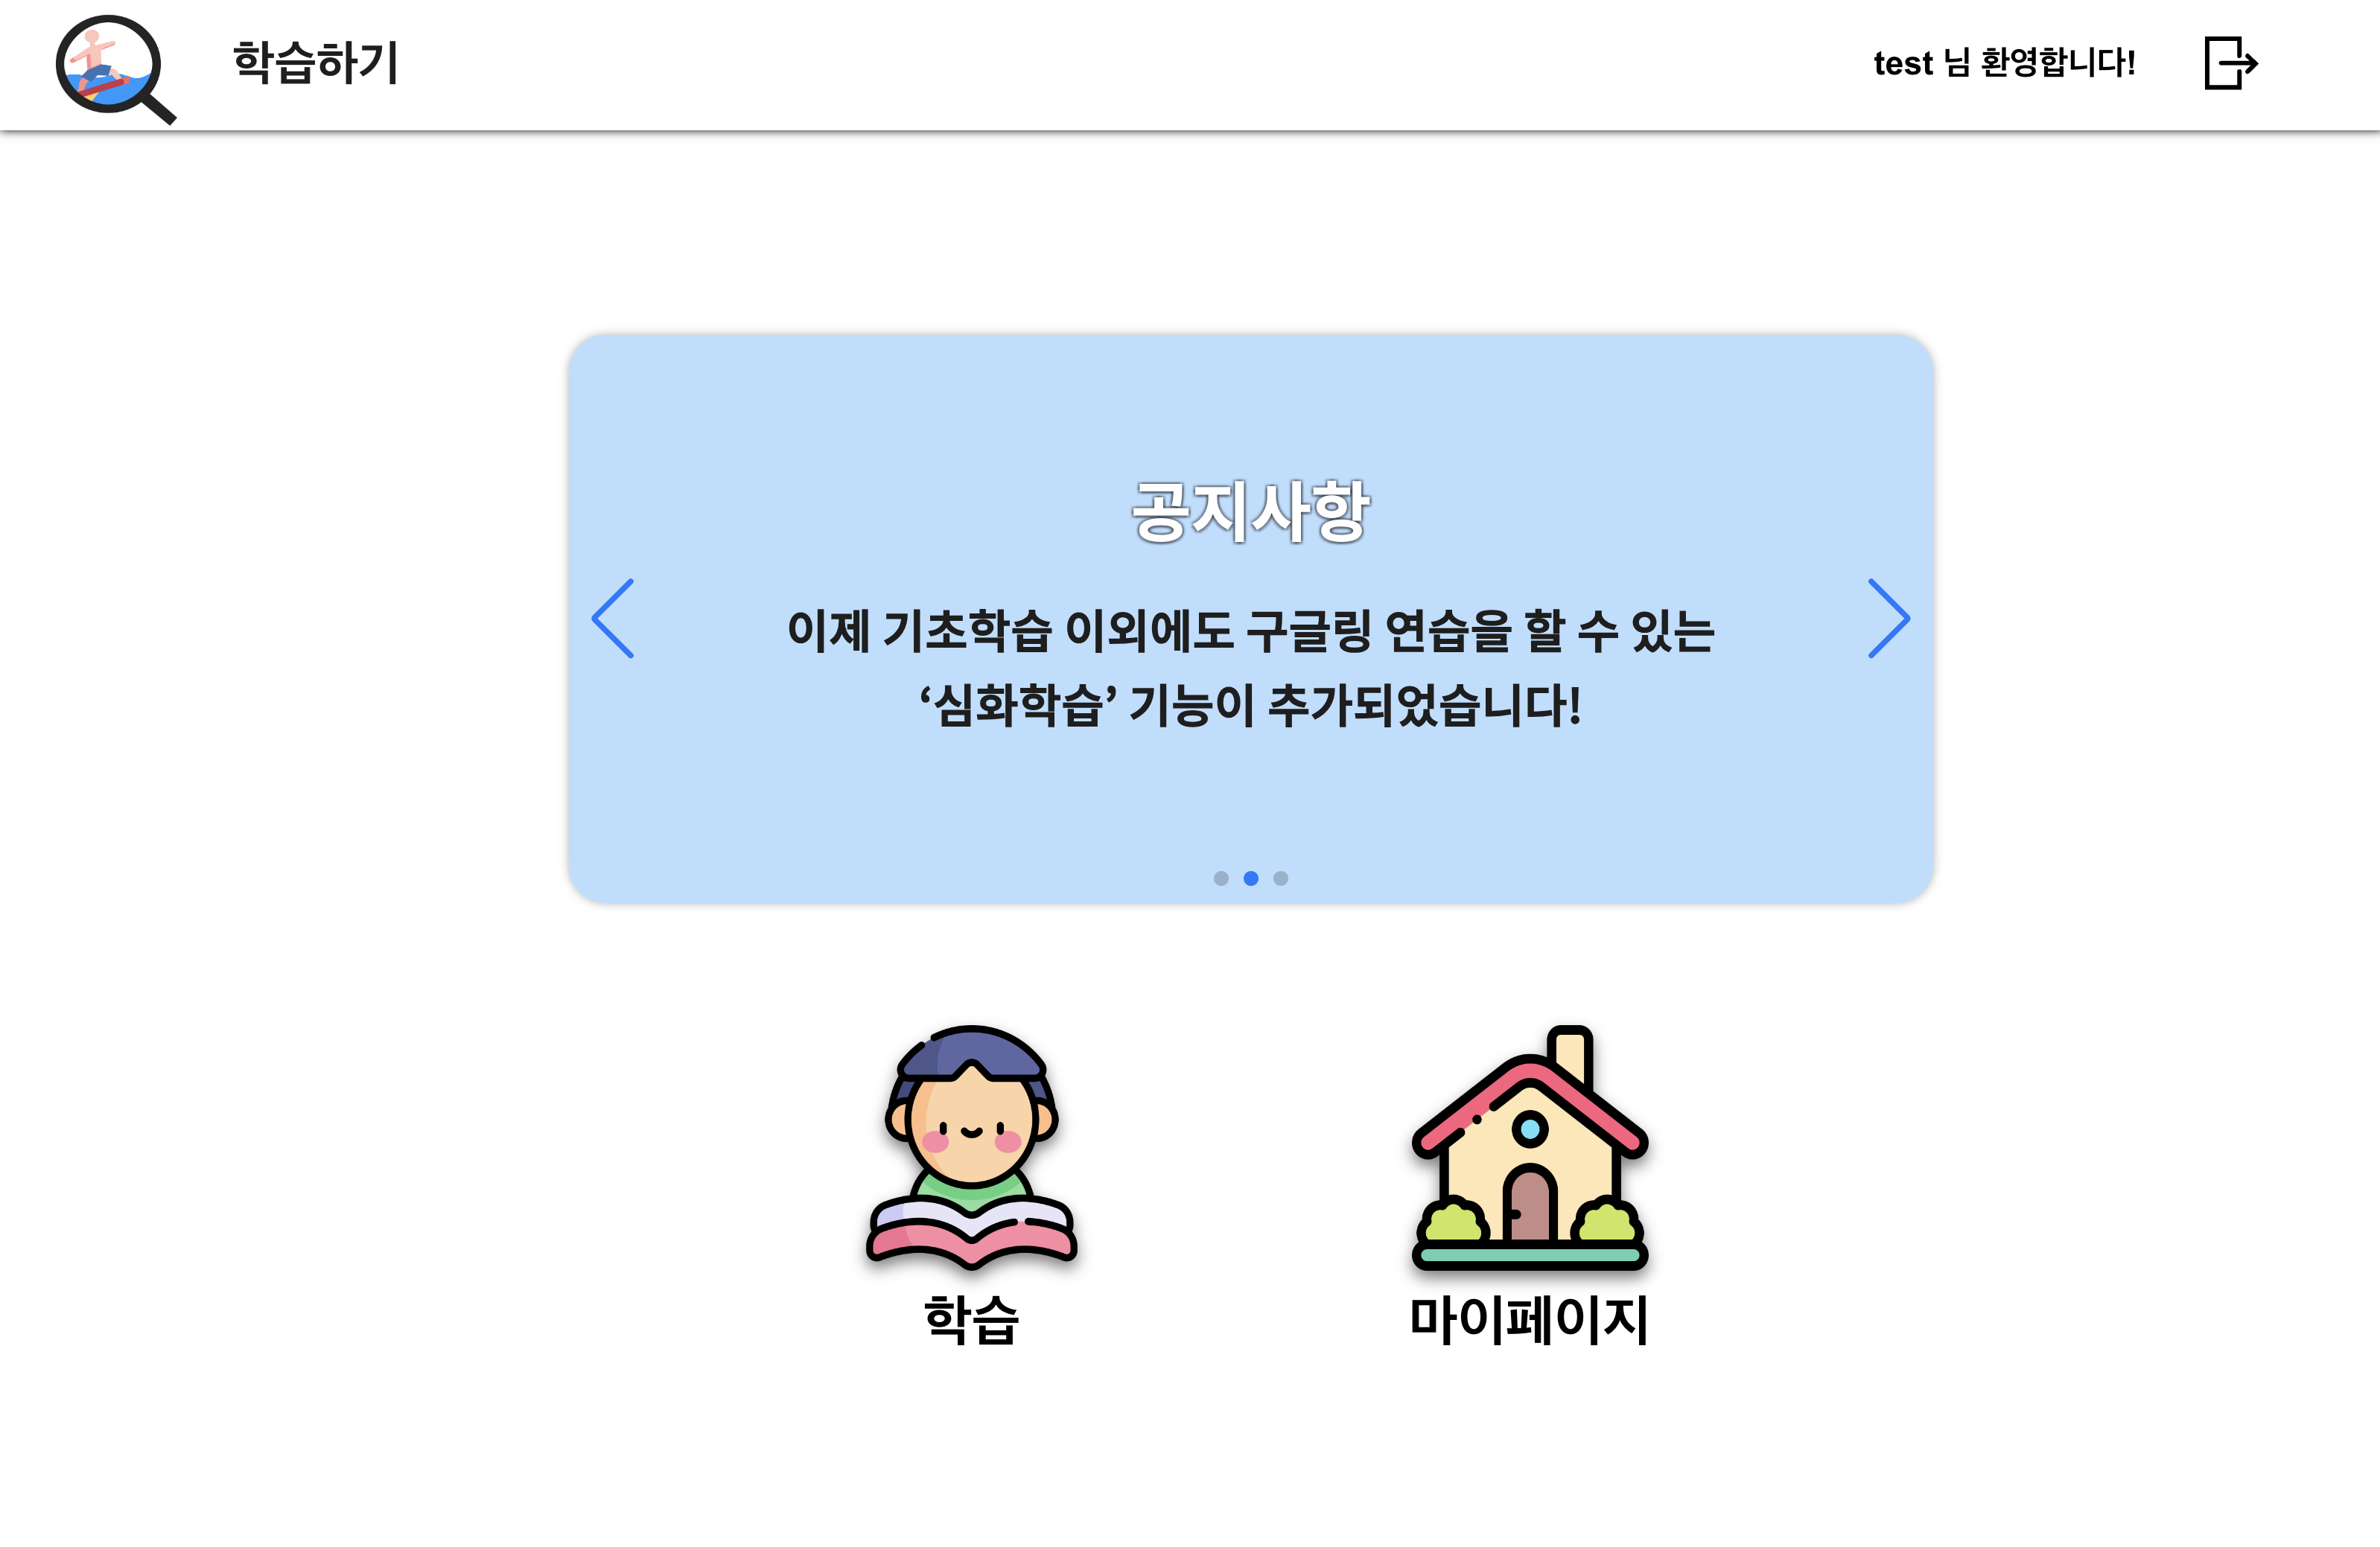 학습하기
test 님 환영합니다!
공지사항
이제 기초학습 이외에도 구글링 연습을 할 수 있는
‘심화학습’ 기능이 추가되었습니다!
학습
마이페이지